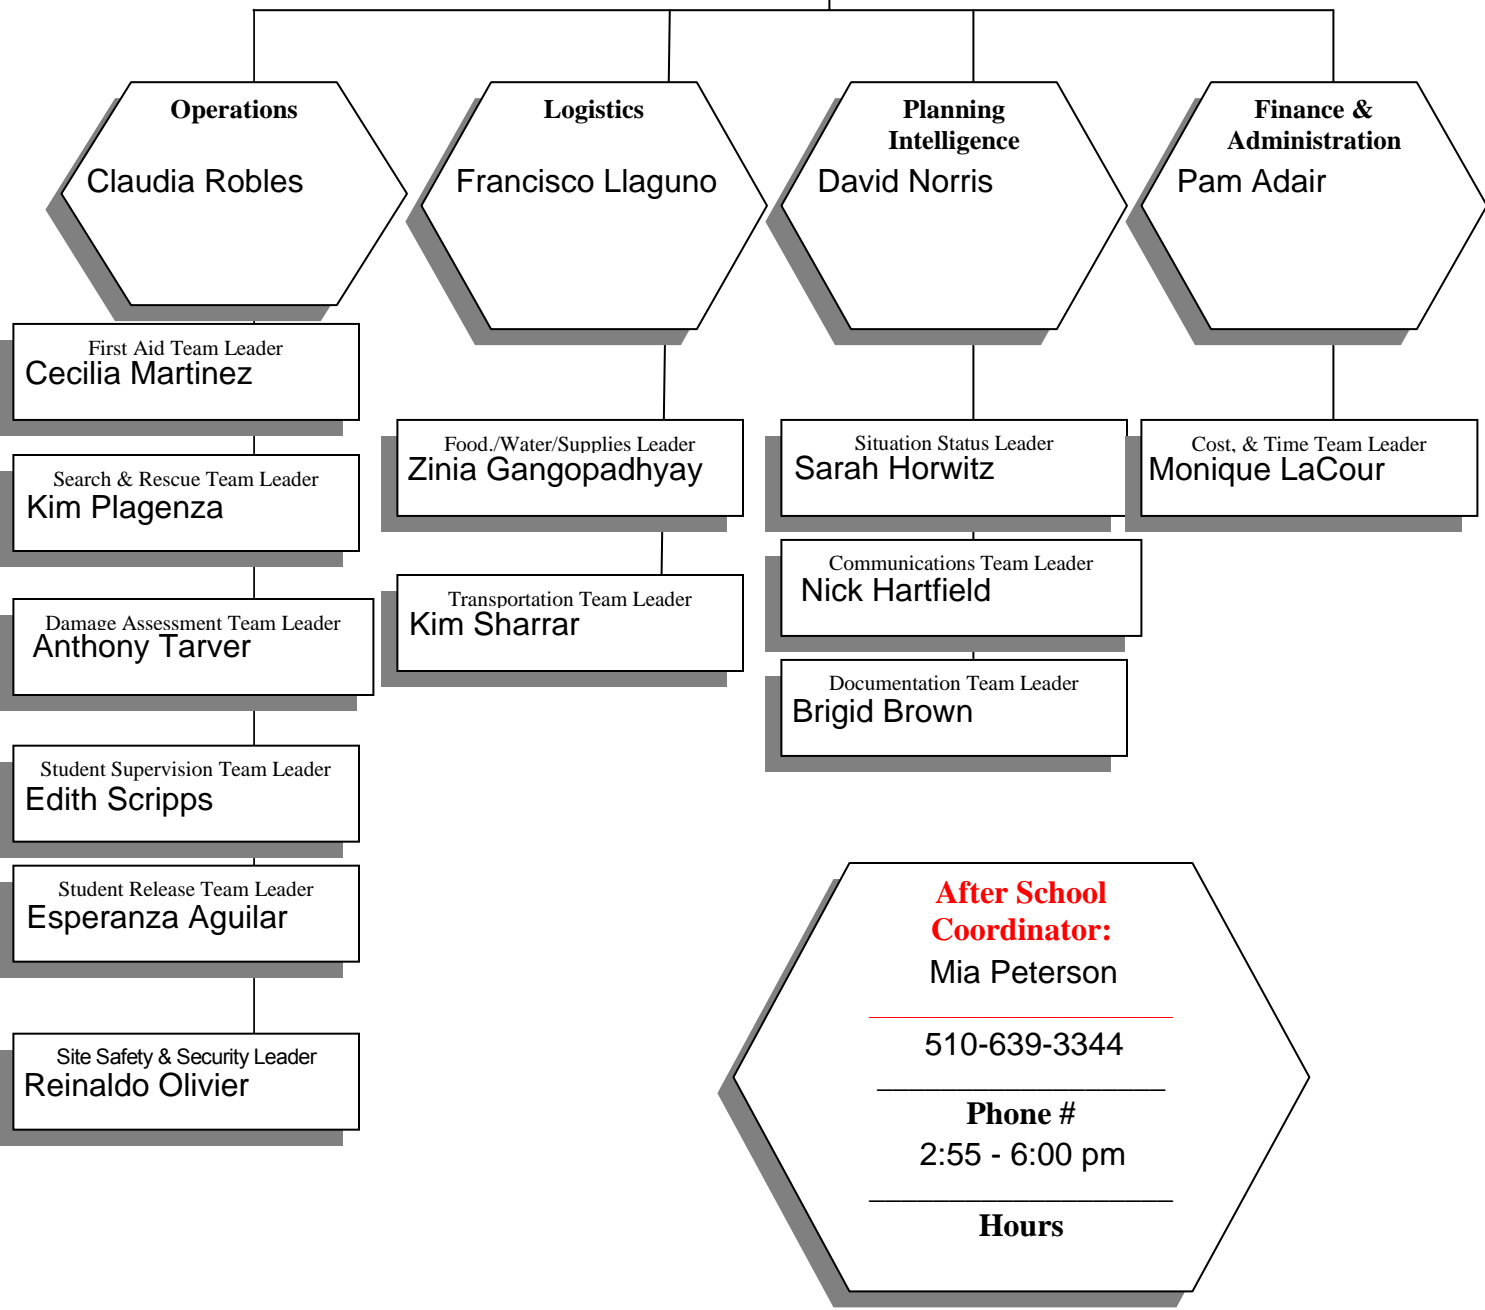 Operations
Claudia Robles
Logistics
Francisco Llaguno
Planning
Intelligence
David Norris
Finance &
Administration
Pam Adair
First Aid Team Leader
Cecilia Martinez
Search & Rescue Team Leader
Kim Plagenza
Damage Assessment Team Leader
Anthony Tarver
Student Supervision Team Leader
Edith Scripps
Student Release Team Leader
Esperanza Aguilar
Site Safety & Security Leader
Reinaldo Olivier
Food./Water/Supplies Leader
Zinia Gangopadhyay
Transportation Team Leader
Kim Sharrar
Situation Status Leader
Sarah Horwitz
Communications Team Leader
Nick Hartfield
Documentation Team Leader
Brigid Brown
Cost, & Time Team Leader
Monique LaCour
After School
Coordinator:
Mia Peterson
510-639-3344
Phone #
2:55 - 6:00 pm
Hours